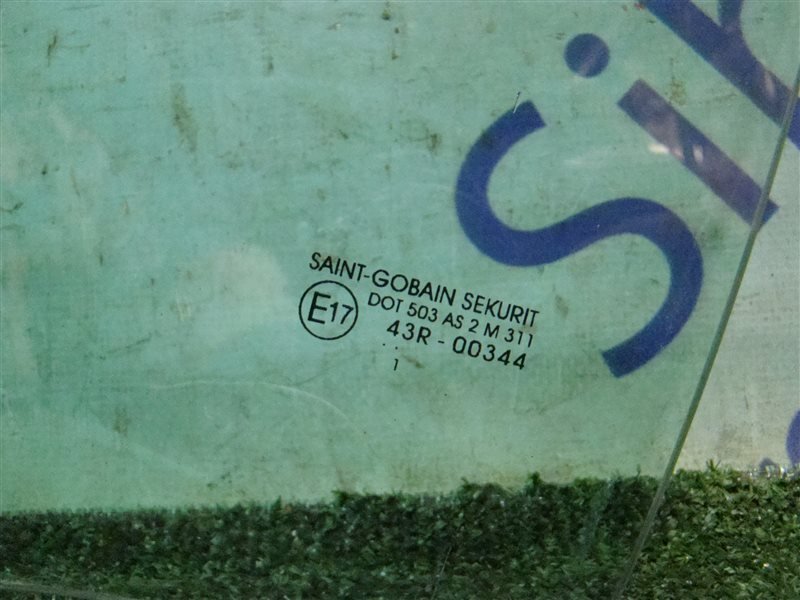 SAINT-GOBAIN SEKURIT
E17 DOT 503 AS 2 M 311
43R - 00344
..
1